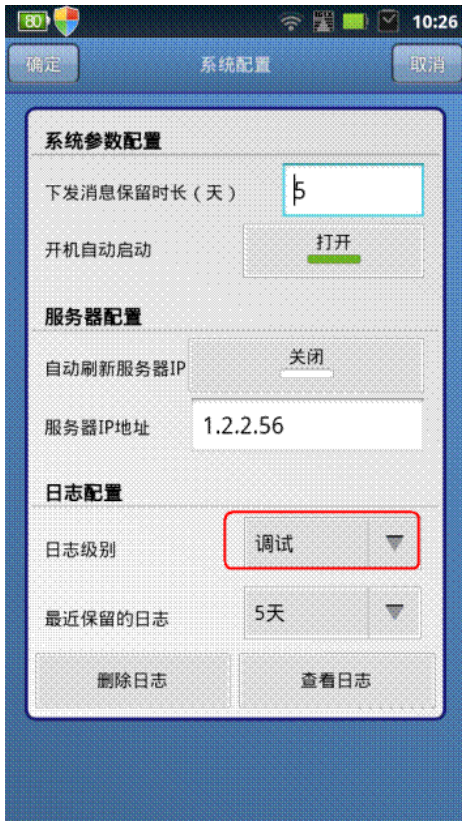 80 10:26
确定 系统配置 取消
系统参数配置
下发消息保留时长（天） 5
开机自动启动 打开
服务器配置
自动刷新服务器IP 关闭
服务器IP地址 1.2.2.56
日志配置
日志级别 调试
最近保留的日志 5天
删除日志 查看日志